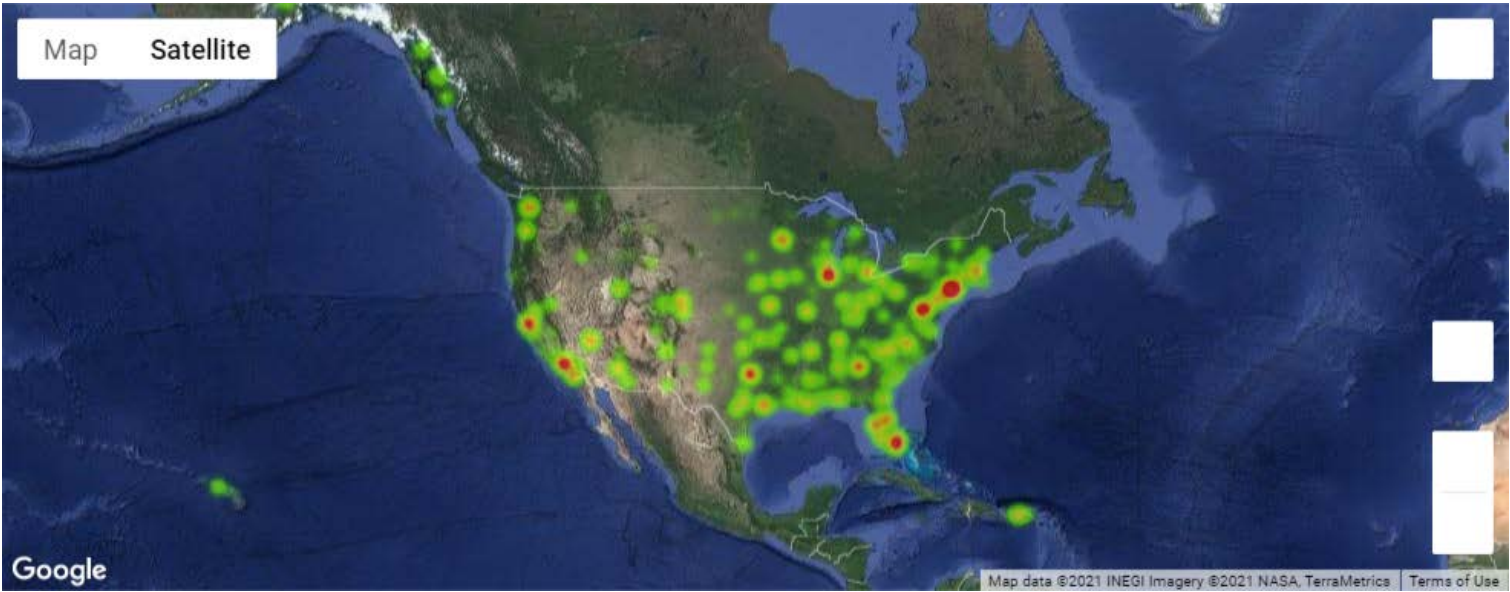 Map Satellite
Google
Map data ©2021 INEGI Imagery ©2021 NASA, TerraMetrics Terms of Use